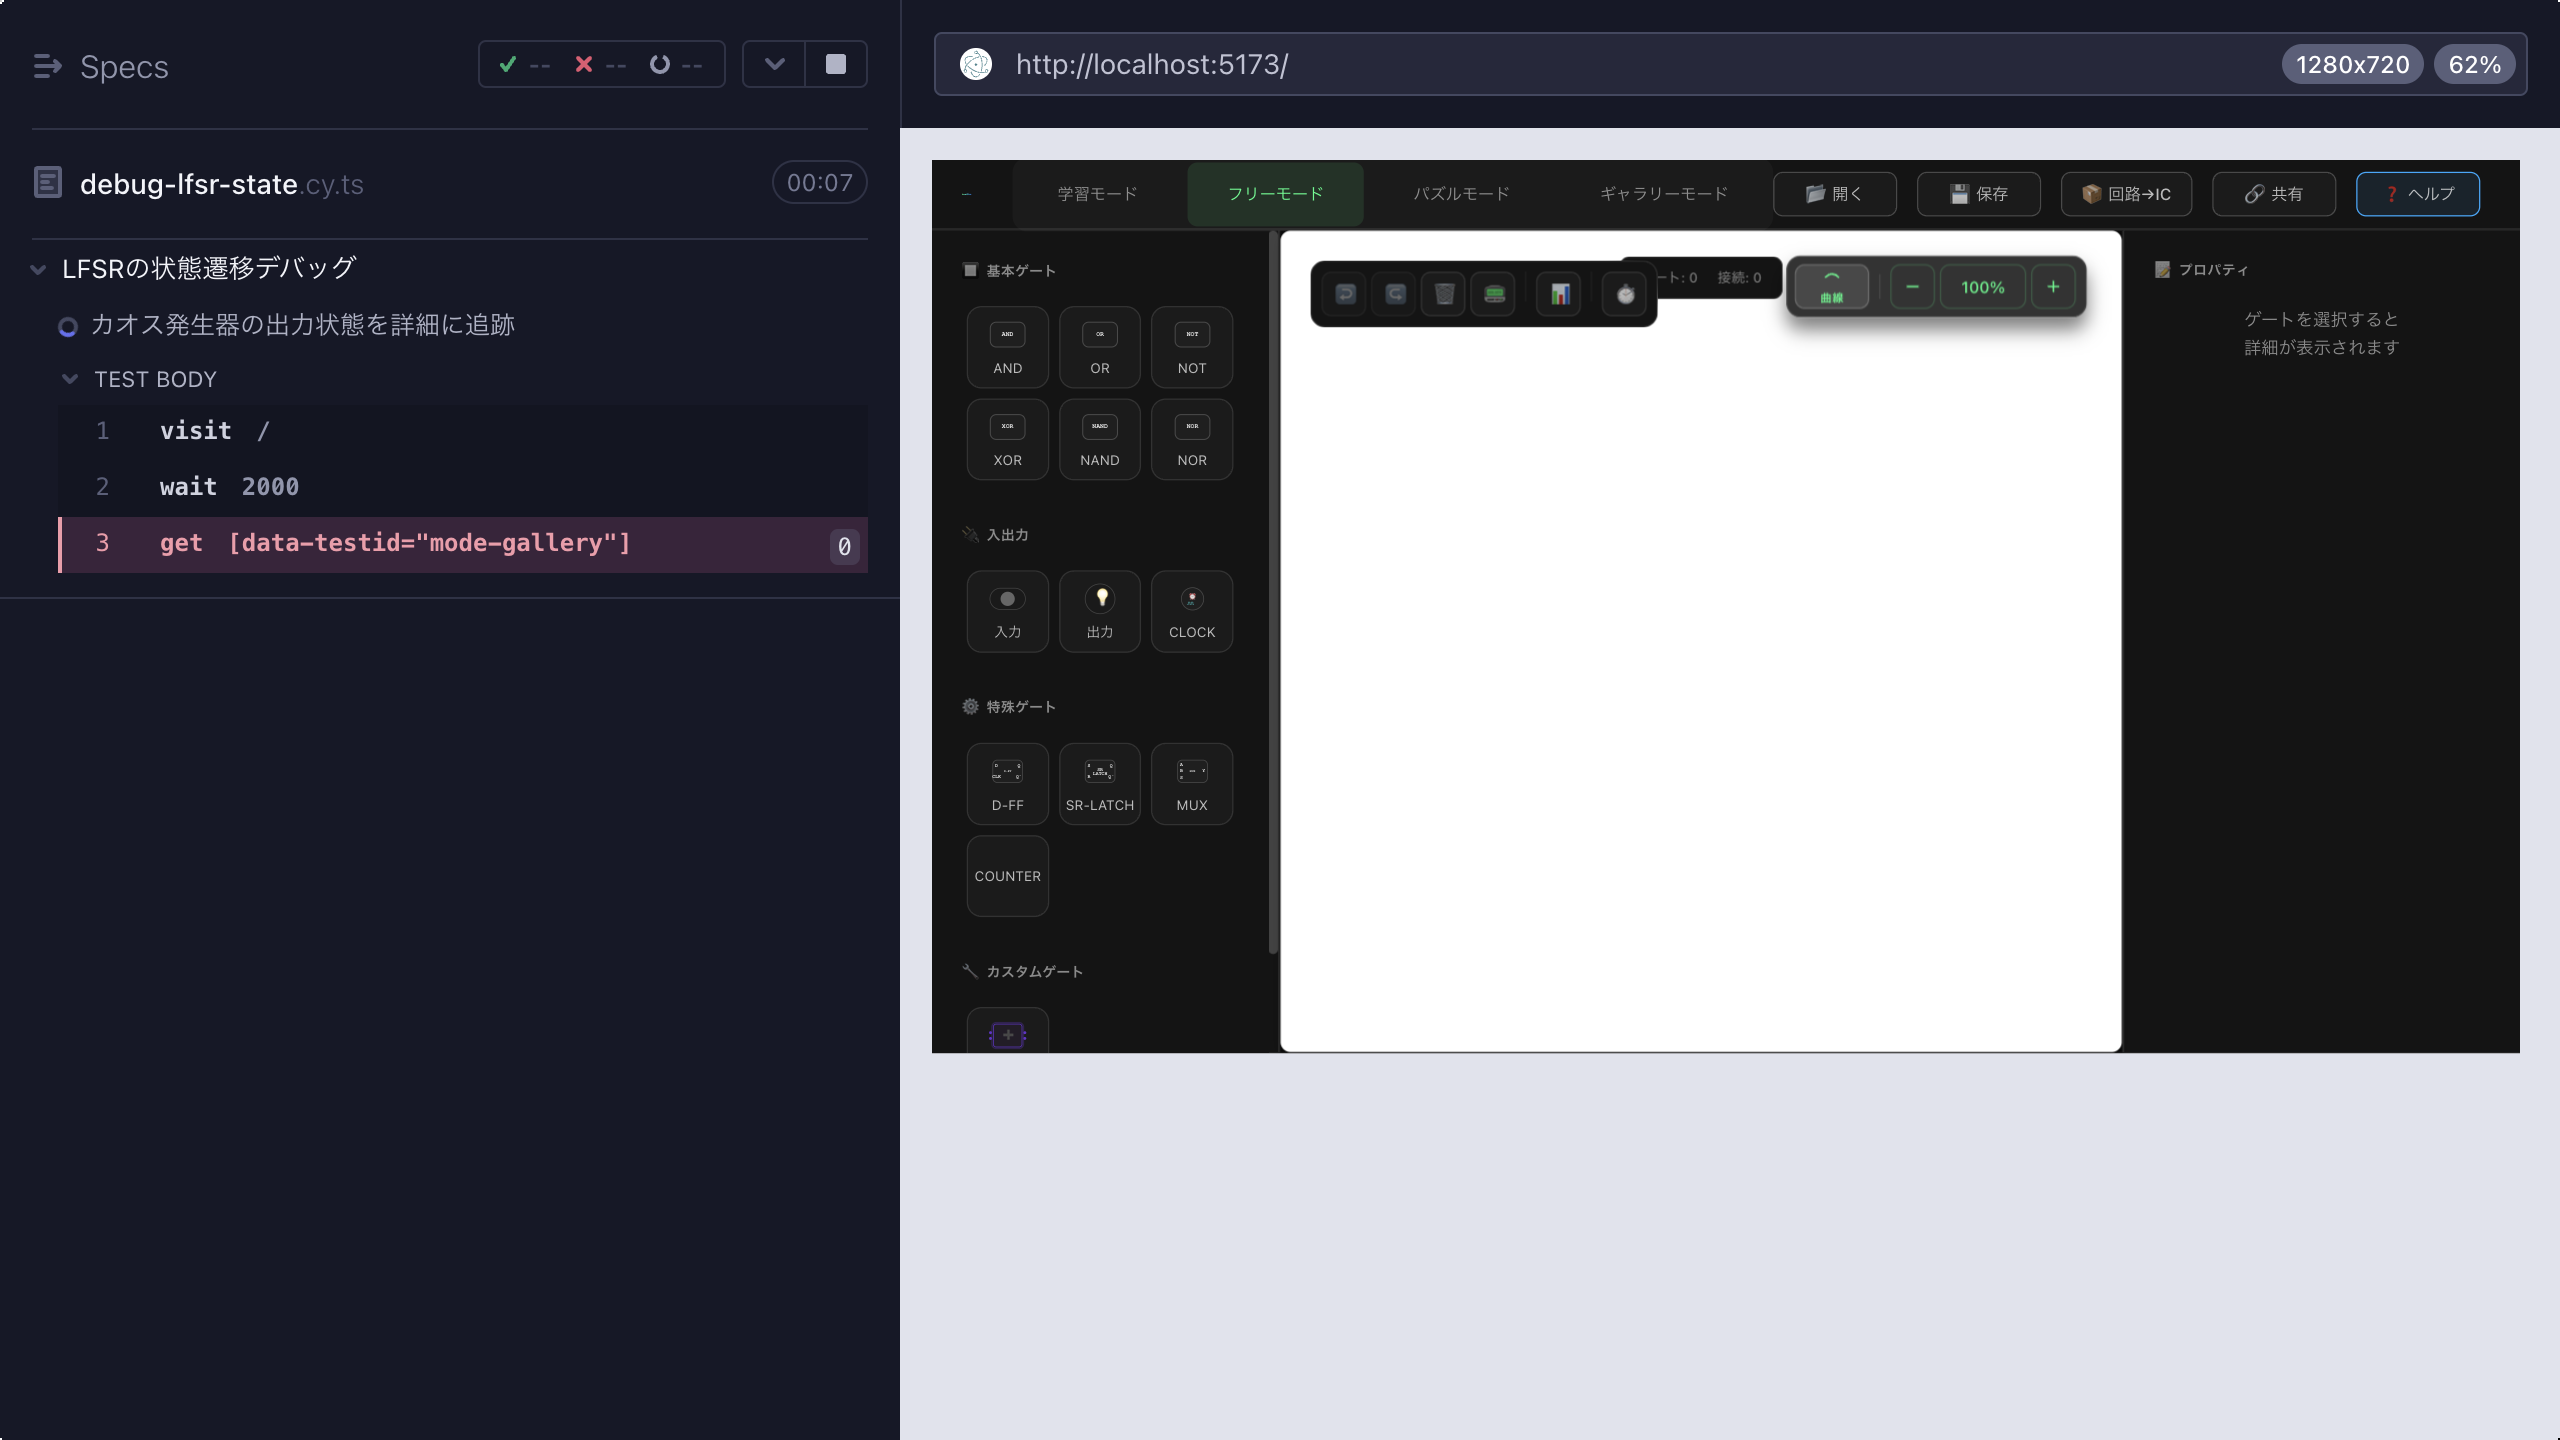 Specs
-- -- --
debug-lfsr-state.cy.ts
00:07
LFSRの状態遷移デバッグ
カオス発生器の出力状態を詳細に追跡
TEST BODY
1 visit /
2 wait 2000
3 get [data-testid="mode-gallery"] 0
http://localhost:5173/
1280x720
62%
学習モード
フリーモード
パズルモード
ギャラリーモード
📂 開く
💾 保存
📦 回路→IC
🔗 共有
❓ ヘルプ
基本ゲート
AND OR NOT
AND OR NOT
XOR NAND NOR
XOR NAND NOR
🔌 入出力
入力 出力 CLOCK
⚙️ 特殊ゲート
D-FF SR-LATCH MUX
COUNTER
🔧 カスタムゲート
ート: 0 接続: 0
曲線
− 100% +
📝 プロパティ
ゲートを選択すると
詳細が表示されます